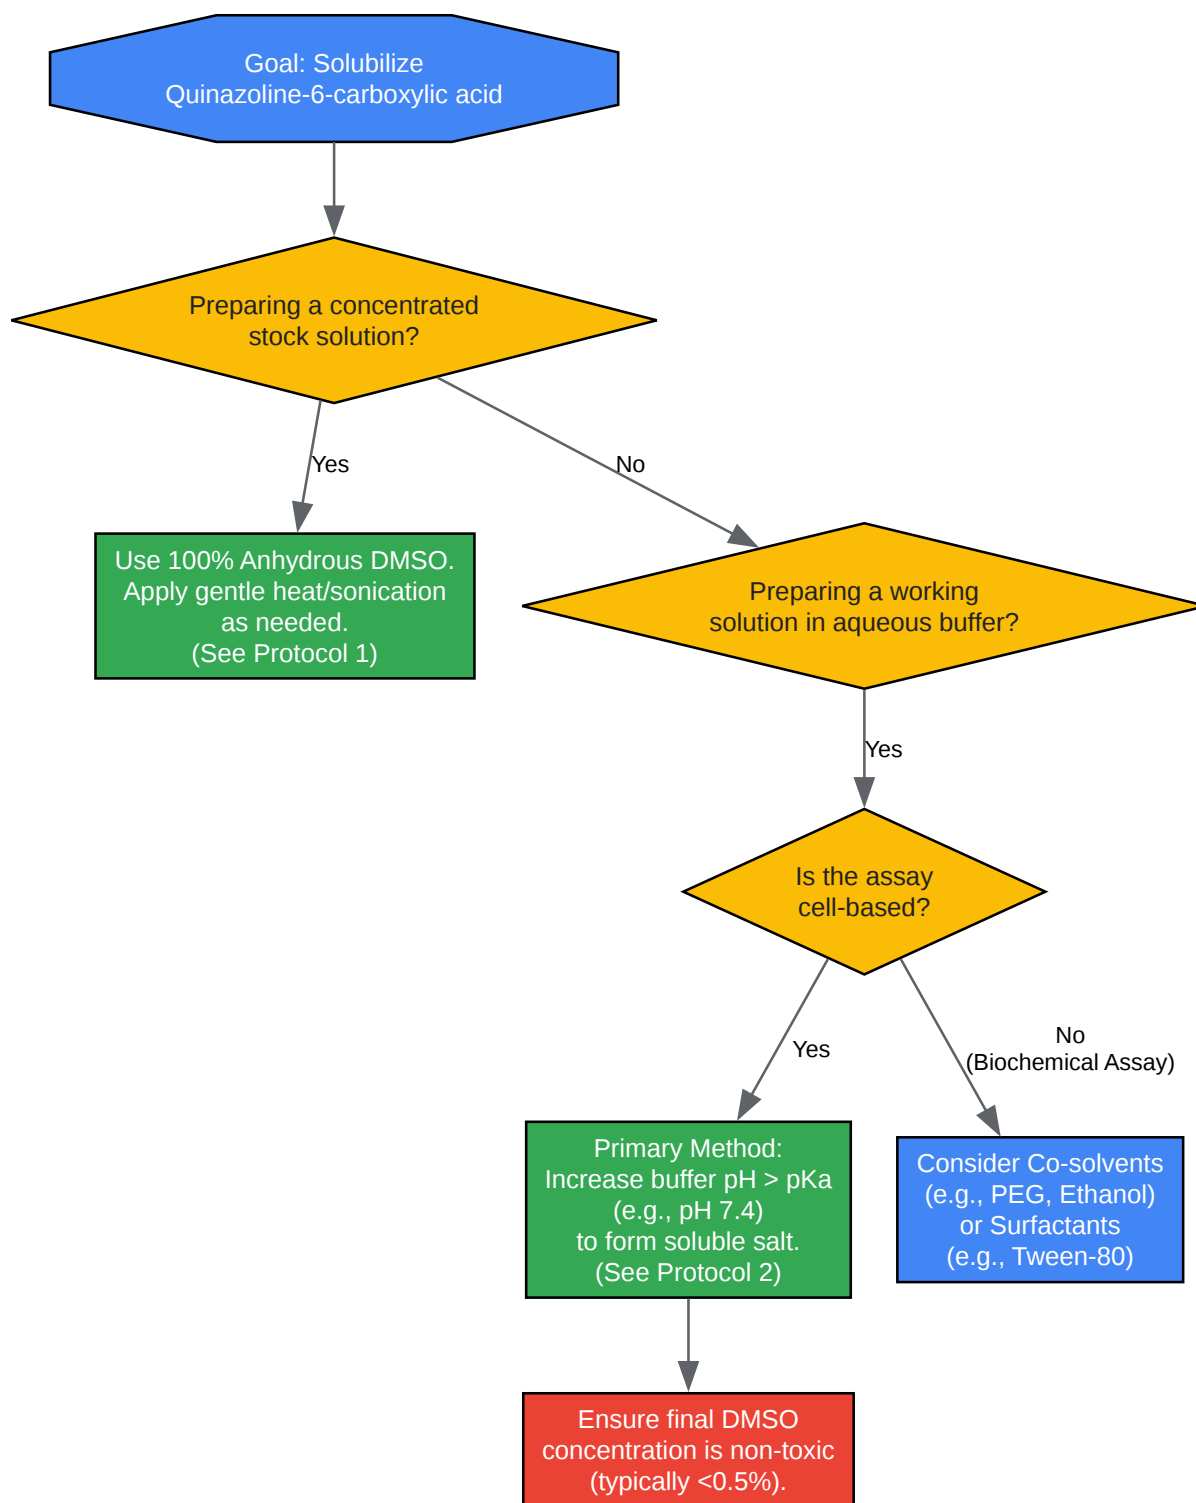 Goal: Solubilize
Quinazoline-6-carboxylic acid
Preparing a concentrated
stock solution?
Yes
No
Use 100% Anhydrous DMSO.
Apply gentle heat/sonication
as needed.
(See Protocol 1)
Preparing a working
solution in aqueous buffer?
Yes
Is the assay
cell-based?
Yes
No
(Biochemical Assay)
Primary Method:
Increase buffer pH > pKa
(e.g., pH 7.4)
to form soluble salt.
(See Protocol 2)
Consider Co-solvents
(e.g., PEG, Ethanol)
or Surfactants
(e.g., Tween-80)
Ensure final DMSO
concentration is non-toxic
(typically <0.5%).